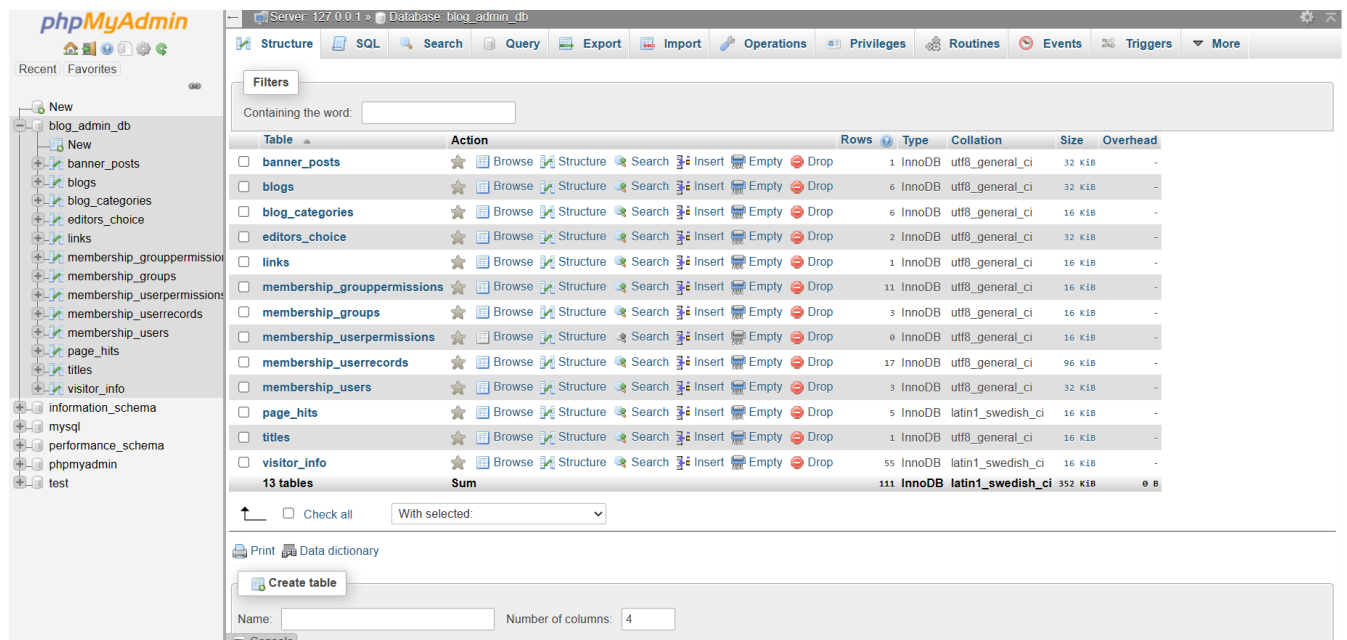 phpMyAdmin
Recent Favorites
New
blog_admin_db
New
banner_posts
blogs
blog_categories
editors_choice
links
membership_grouppermission
membership_groups
membership_userpermissions
membership_userrecords
membership_users
page_hits
titles
visitor_info
information_schema
mysql
performance_schema
phpmyadmin
test
Server: 127.0.0.1 » Database: blog_admin_db
Structure SQL Search Query Export Import Operations Privileges Routines Events Triggers More
Filters
Containing the word:
Table Action Rows Type Collation Size Overhead
banner_posts Browse Structure Search Insert Empty Drop 1 InnoDB utf8_general_ci 32 KiB -
blogs Browse Structure Search Insert Empty Drop 6 InnoDB utf8_general_ci 32 KiB -
blog_categories Browse Structure Search Insert Empty Drop 6 InnoDB utf8_general_ci 16 KiB -
editors_choice Browse Structure Search Insert Empty Drop 2 InnoDB utf8_general_ci 32 KiB -
links Browse Structure Search Insert Empty Drop 1 InnoDB utf8_general_ci 16 KiB -
membership_grouppermissions Browse Structure Search Insert Empty Drop 11 InnoDB utf8_general_ci 16 KiB -
membership_groups Browse Structure Search Insert Empty Drop 3 InnoDB utf8_general_ci 16 KiB -
membership_userpermissions Browse Structure Search Insert Empty Drop 0 InnoDB utf8_general_ci 16 KiB -
membership_userrecords Browse Structure Search Insert Empty Drop 17 InnoDB utf8_general_ci 96 KiB -
membership_users Browse Structure Search Insert Empty Drop 3 InnoDB utf8_general_ci 32 KiB -
page_hits Browse Structure Search Insert Empty Drop 5 InnoDB latin1_swedish_ci 16 KiB -
titles Browse Structure Search Insert Empty Drop 1 InnoDB utf8_general_ci 16 KiB -
visitor_info Browse Structure Search Insert Empty Drop 55 InnoDB latin1_swedish_ci 16 KiB -
13 tables Sum 111 InnoDB latin1_swedish_ci 352 KiB 0 B
Check all With selected:
Print Data dictionary
Create table
Name: Number of columns: 4
Console